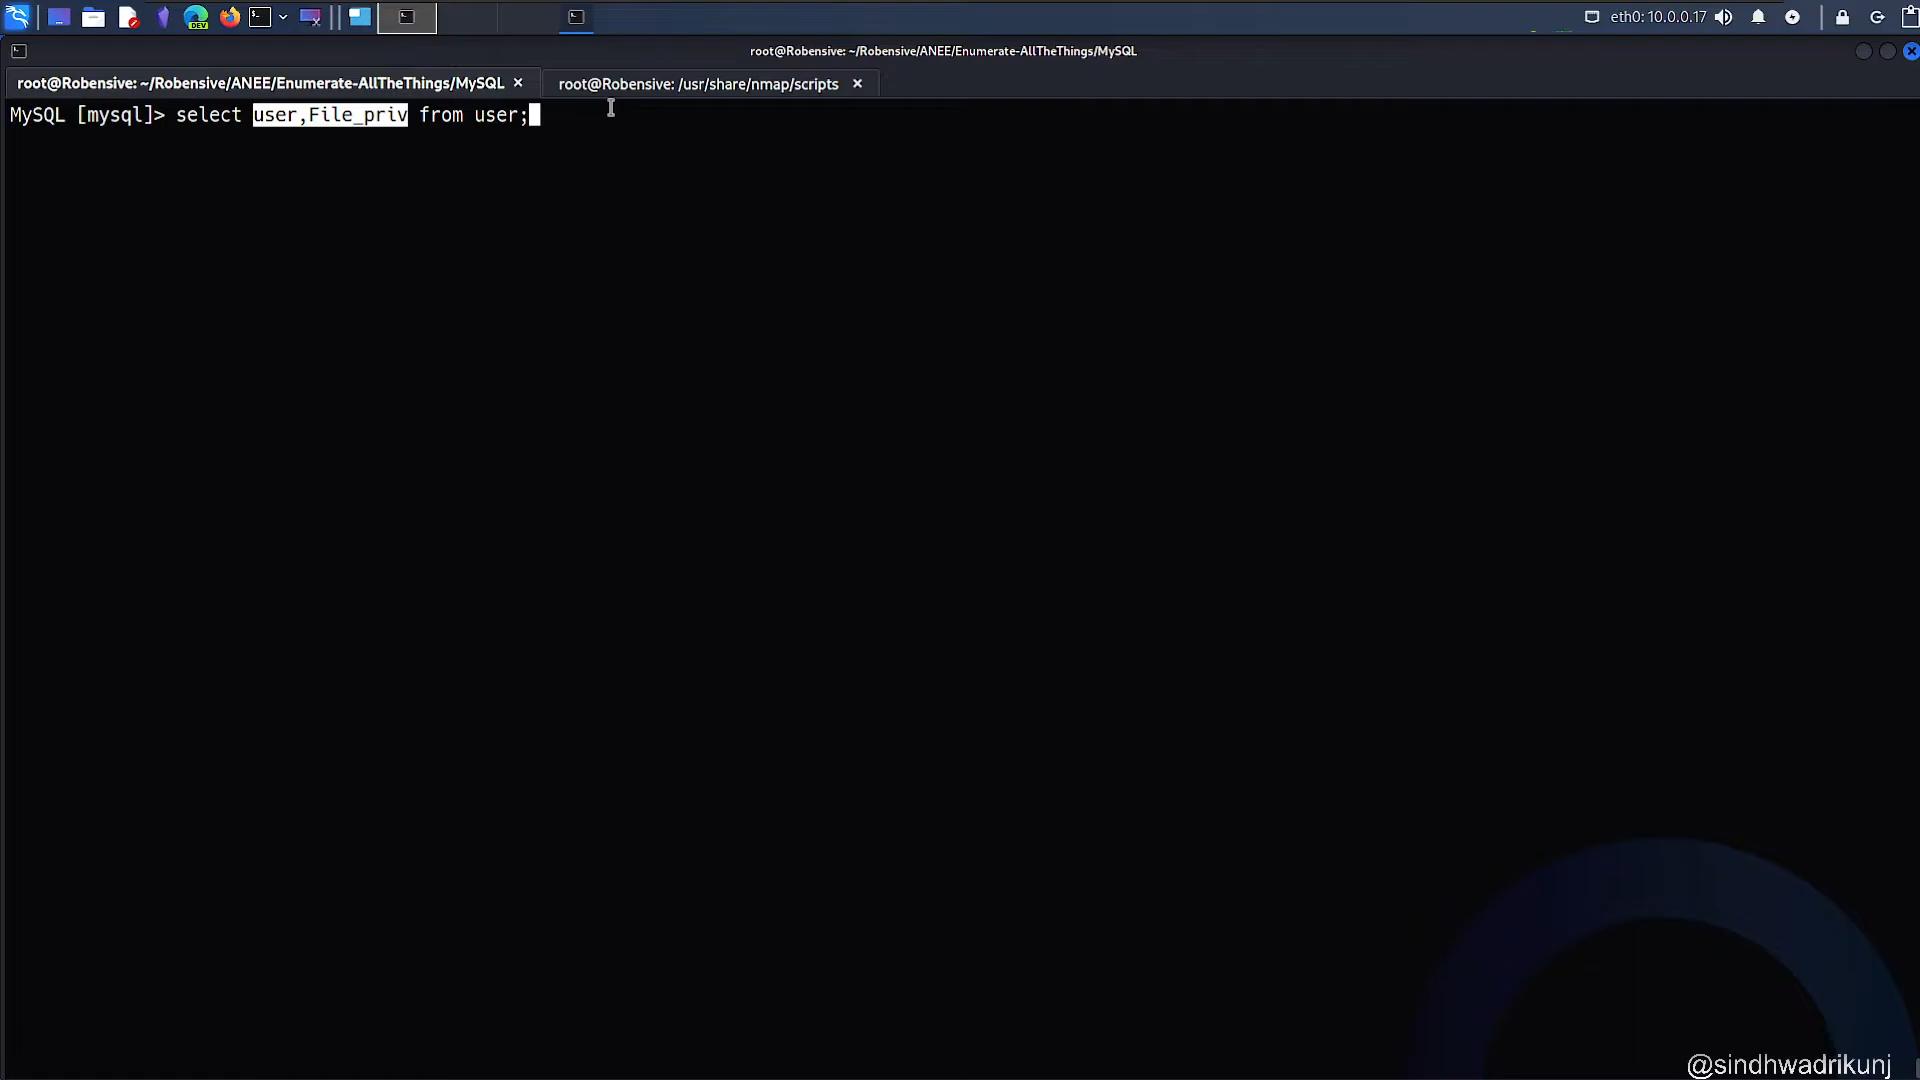 eth0: 10.0.0.17
root@Robensive: ~/Robensive/ANEE/Enumerate-AllTheThings/MySQL
root@Robensive: ~/Robensive/ANEE/Enumerate-AllTheThings/MySQL × root@Robensive: /usr/share/nmap/scripts ×
MySQL [mysql]> select user,File_priv from user;
@sindhwadrikunj